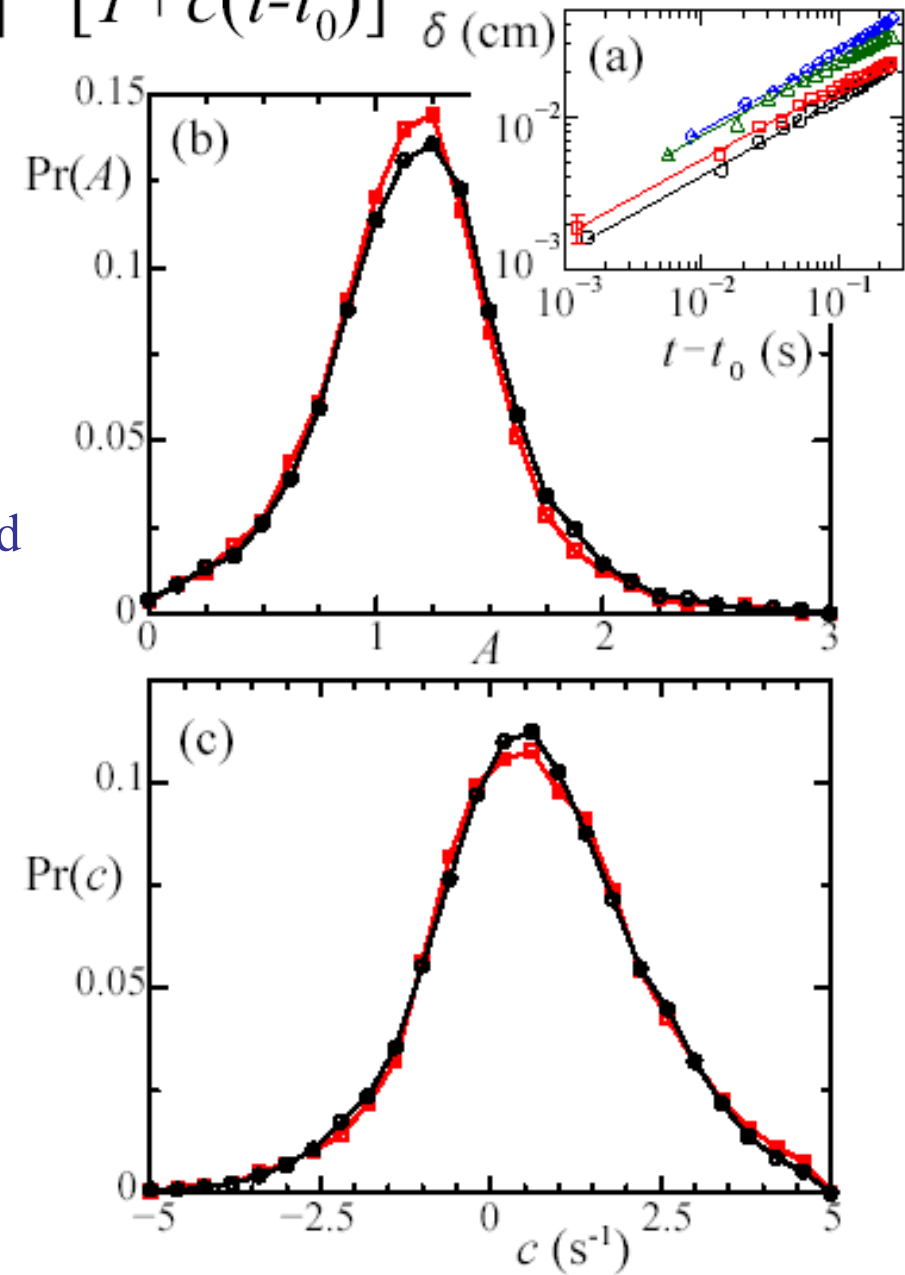 [1+c(t-t₀)]
δ (cm)
(a)
10⁻²
10⁻³
10⁻³ 10⁻² 10⁻¹
t−t₀ (s)
0.15
(b)
Pr(A)
0.1
0.05
0
0 1 2 3
A
d
(c)
0.1
Pr(c)
0.05
0
−5 −2.5 0 2.5 5
c (s⁻¹)